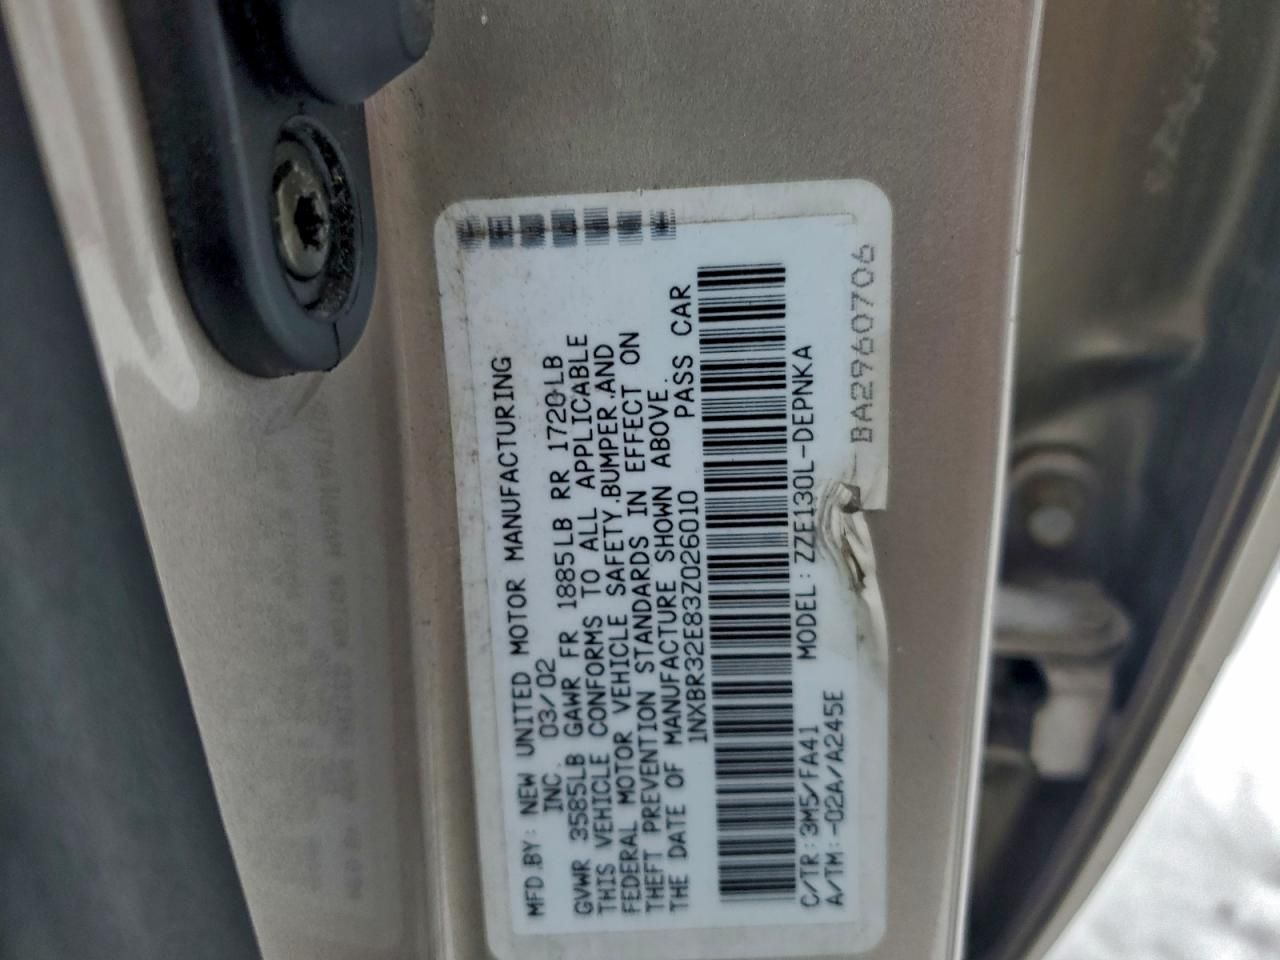 MFD.BY: NEW UNITED MOTOR MANUFACTURING
INC. 03/02
GVWR 3585LB GAWR FR 1885LB RR 1720LB
THIS VEHICLE CONFORMS TO ALL APPLICABLE
FEDERAL MOTOR VEHICLE SAFETY,BUMPER,AND
THEFT PREVENTION STANDARDS IN EFFECT ON
THE DATE OF MANUFACTURE SHOWN ABOVE.
1NXBR32E83Z026010 PASS CAR
C/TR:3M5/FA41 MODEL:ZZE130L-DEPNKA
A/TM:-02A/A245E
BA2960706